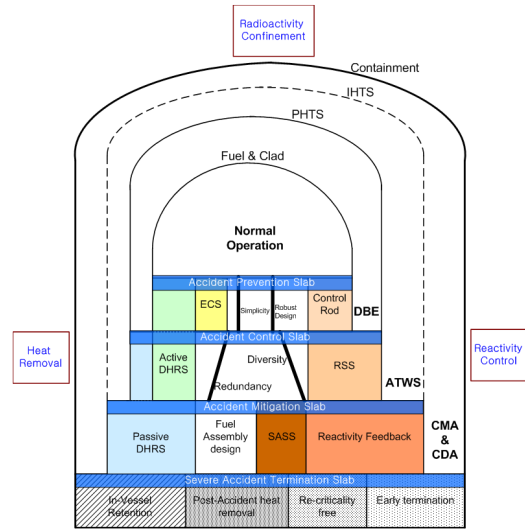 Radioactivity
Confinement
Containment
IHTS
PHTS
Fuel & Clad
Normal
Operation
Accident Prevention Slab
ECS
Simplicity
Robust
Design
Control
Rod
DBE
Accident Control Slab
Heat
Removal
Active
DHRS
Diversity
Redundancy
RSS
ATWS
Reactivity
Control
Accident Mitigation Slab
Passive
DHRS
Fuel
Assembly
design
SASS
Reactivity Feedback
CMA
&
CDA
Severe Accident Termination Slab
In-Vessel
Retention
Post-Accident heat
removal
Re-criticality
free
Early termination